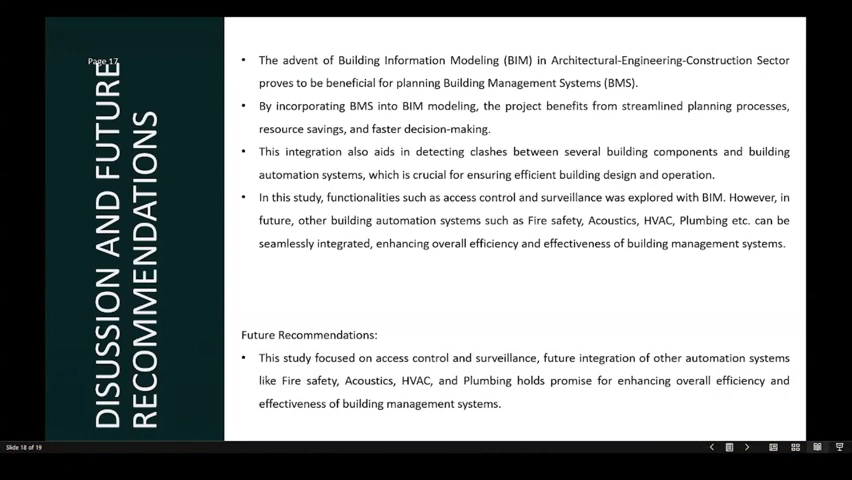 Page 17
DISUSSION AND FUTURE
RECOMMENDATIONS
• The advent of Building Information Modeling (BIM) in Architectural-Engineering-Construction Sector
proves to be beneficial for planning Building Management Systems (BMS).
• By incorporating BMS into BIM modeling, the project benefits from streamlined planning processes,
resource savings, and faster decision-making.
• This integration also aids in detecting clashes between several building components and building
automation systems, which is crucial for ensuring efficient building design and operation.
• In this study, functionalities such as access control and surveillance was explored with BIM. However, in
future, other building automation systems such as Fire safety, Acoustics, HVAC, Plumbing etc. can be
seamlessly integrated, enhancing overall efficiency and effectiveness of building management systems.
Future Recommendations:
• This study focused on access control and surveillance, future integration of other automation systems
like Fire safety, Acoustics, HVAC, and Plumbing holds promise for enhancing overall efficiency and
effectiveness of building management systems.
Slide 18 of 19